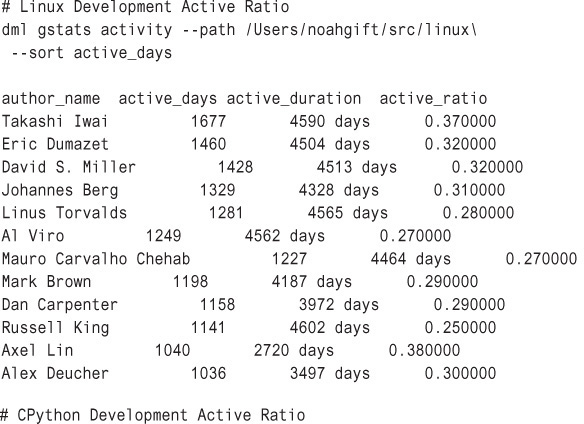 # Linux Development Active Ratio
dml gstats activity --path /Users/noahgift/src/linux\
--sort active_days
author_name active_days active_duration active_ratio
Takashi Iwai 1677 4590 days 0.370000
Eric Dumazet 1460 4504 days 0.320000
David S. Miller 1428 4513 days 0.320000
Johannes Berg 1329 4328 days 0.310000
Linus Torvalds 1281 4565 days 0.280000
Al Viro 1249 4562 days 0.270000
Mauro Carvalho Chehab 1227 4464 days 0.270000
Mark Brown 1198 4187 days 0.290000
Dan Carpenter 1158 3972 days 0.290000
Russell King 1141 4602 days 0.250000
Axel Lin 1040 2720 days 0.380000
Alex Deucher 1036 3497 days 0.300000
# CPython Development Active Ratio